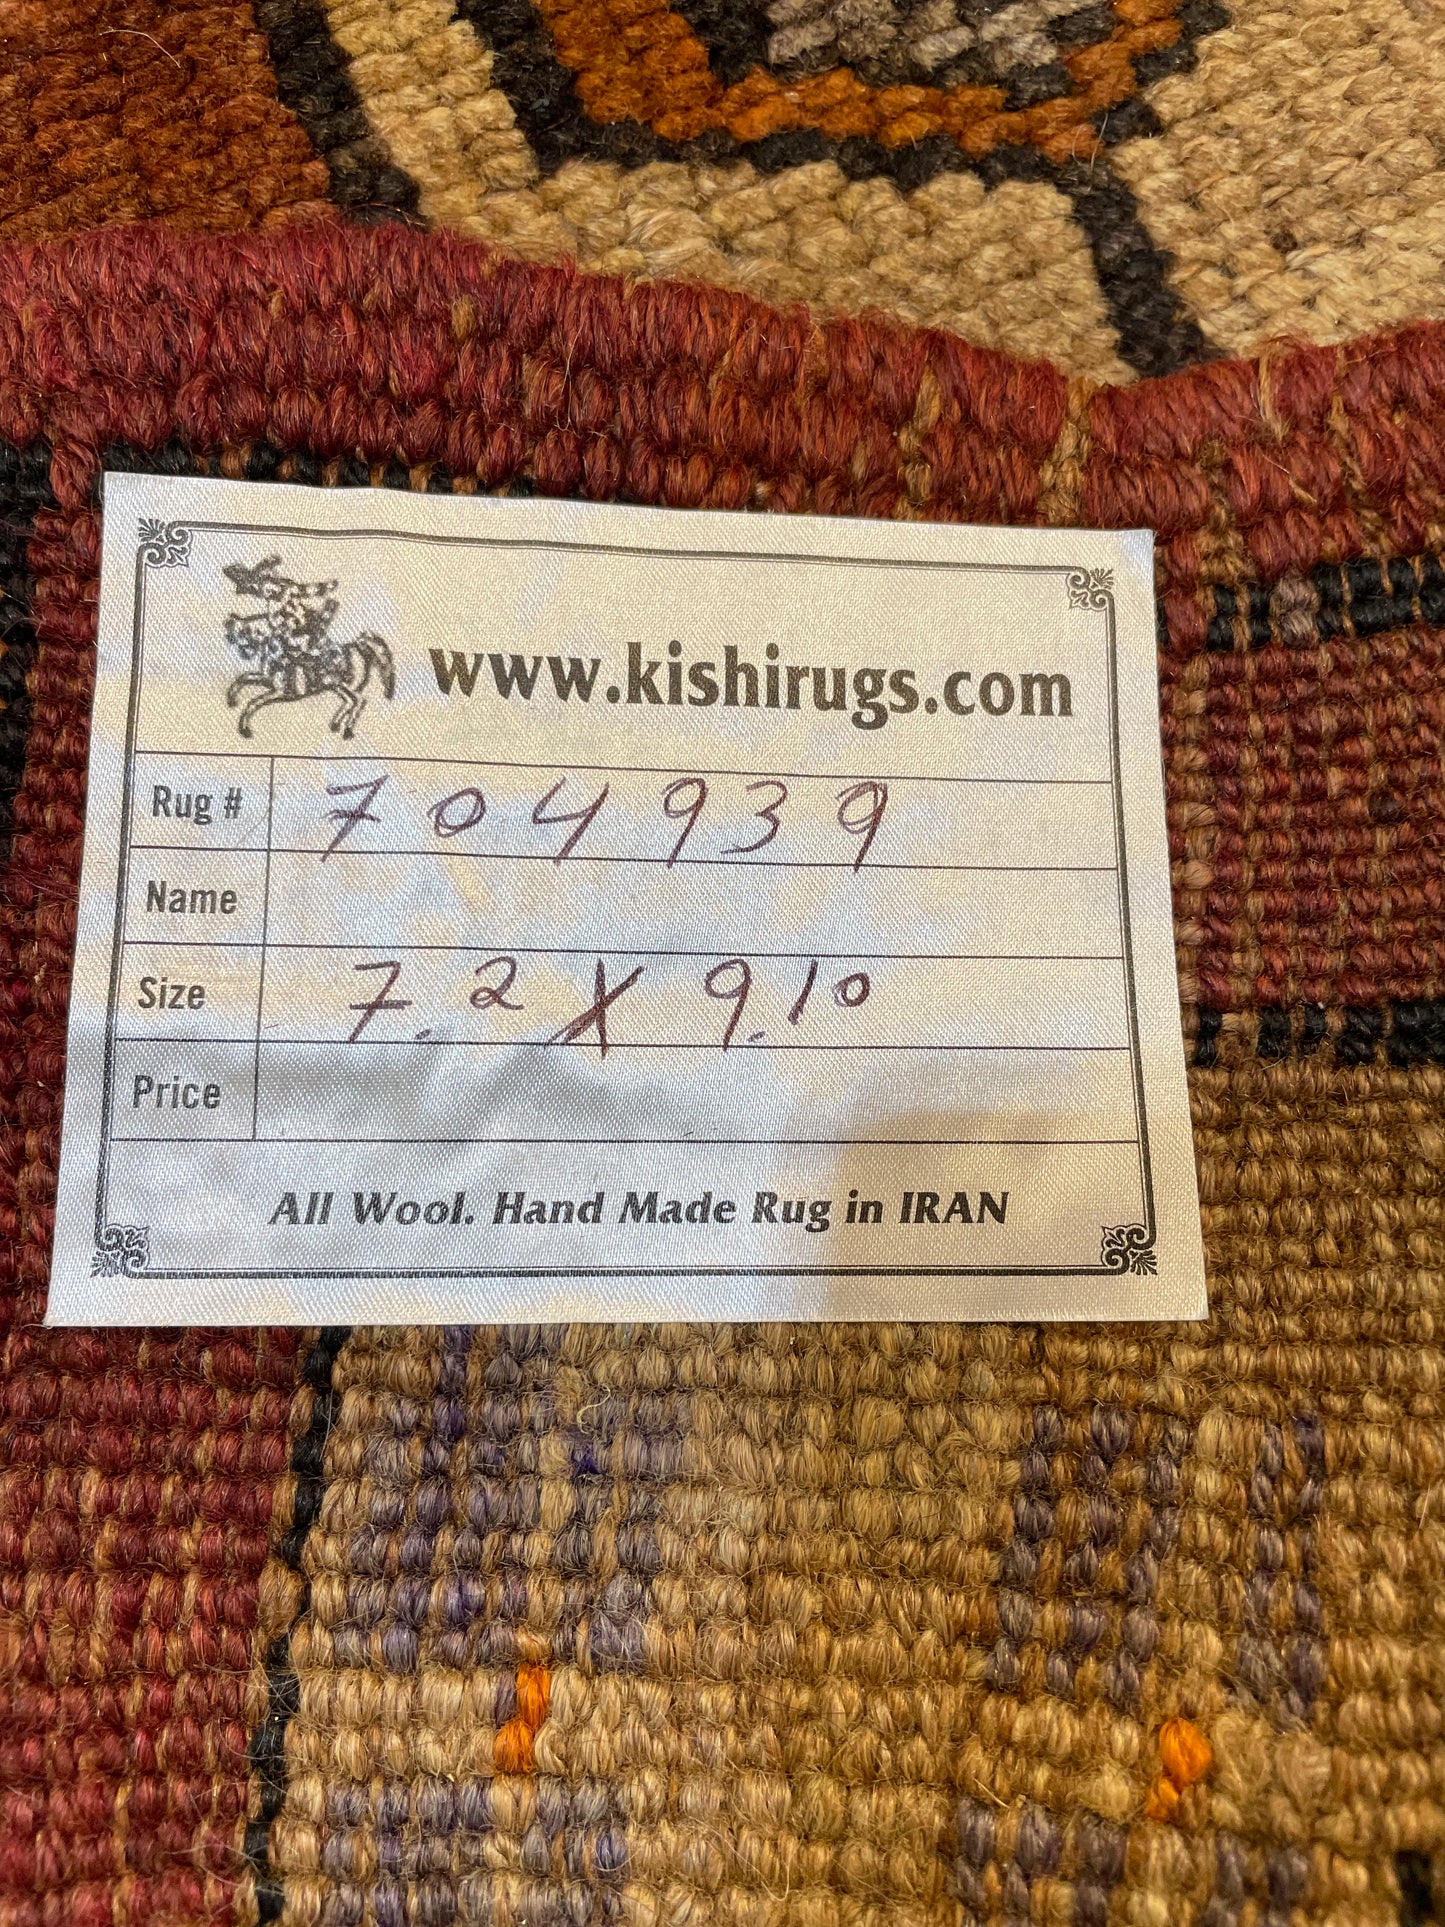 www.kishirugs.com
Rug # 704939
Name
Size 7.2 X 9.10
Price
All Wool. Hand Made Rug in IRAN